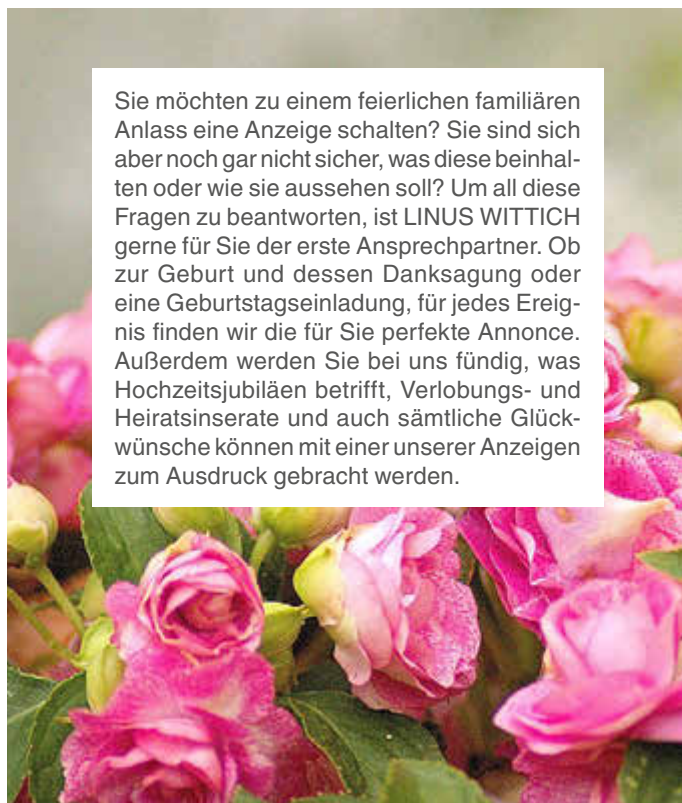 Sie möchten zu einem feierlichen familiären
Anlass eine Anzeige schalten? Sie sind sich
aber noch gar nicht sicher, was diese beinhal-
ten oder wie sie aussehen soll? Um all diese
Fragen zu beantworten, ist LINUS WITTICH
gerne für Sie der erste Ansprechpartner. Ob
zur Geburt und dessen Danksagung oder
eine Geburtstagseinladung, für jedes Ereig-
nis finden wir die für Sie perfekte Annonce.
Außerdem werden Sie bei uns fündig, was
Hochzeitsjubiläen betrifft, Verlobungs- und
Heiratsinserate und auch sämtliche Glück-
wünsche können mit einer unserer Anzeigen
zum Ausdruck gebracht werden.